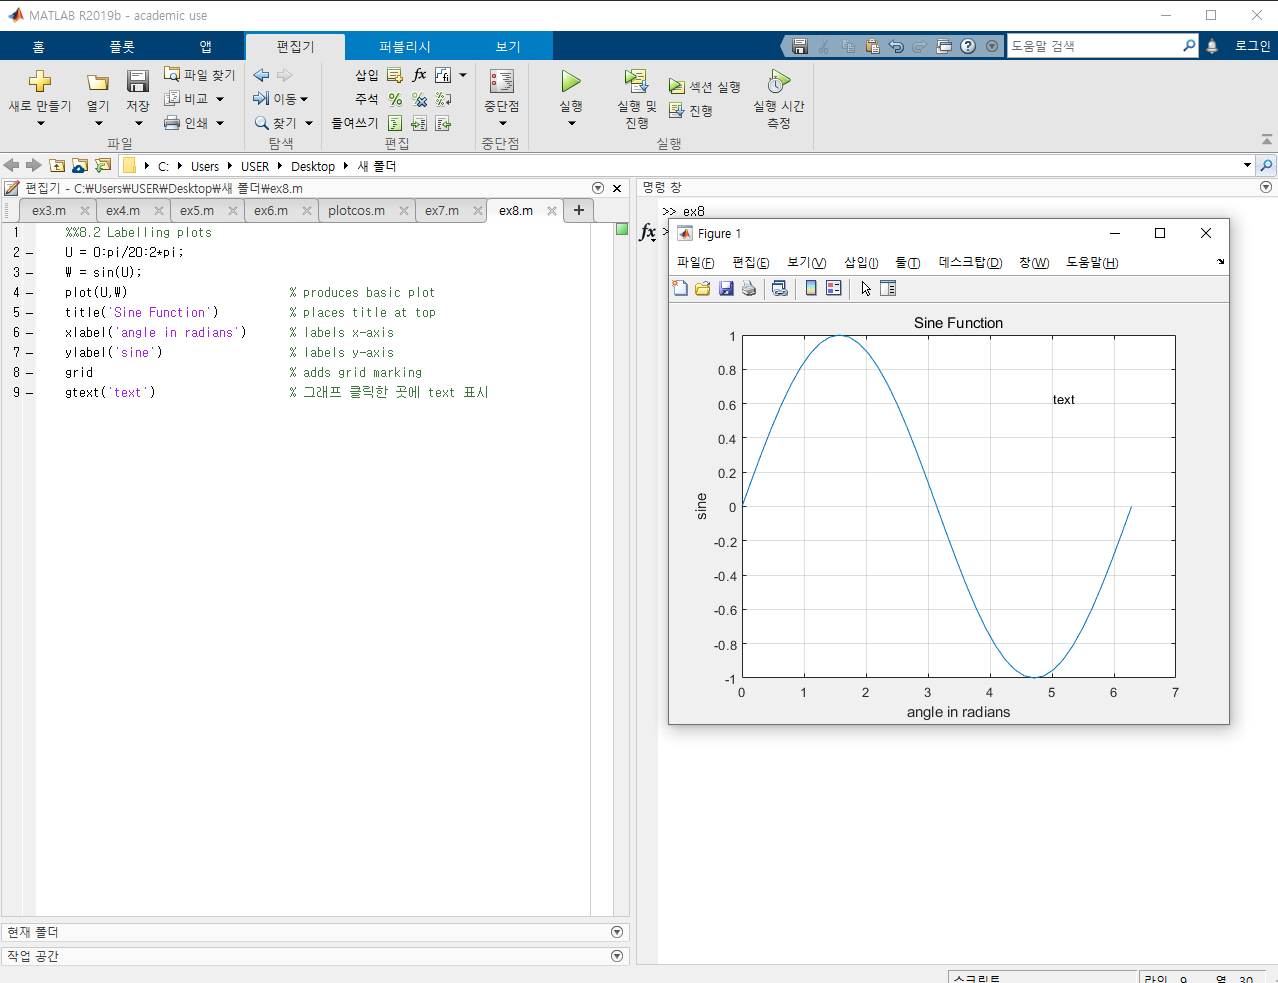 MATLAB R2019b - academic use
홈 플롯 앱 편집기 퍼블리시 보기 도움말 검색 로그인
새로 만들기 열기 저장 파일 찾기 비교 인쇄 이동 찾기 삽입 fx 주석 들여쓰기 중단점 실행 실행 및 진행 섹션 실행 진행 실행 시간 측정
파일 탐색 편집 중단점 실행
C: Users USER Desktop 새 폴더
편집기 - C:₩Users₩USER₩Desktop₩새 폴더₩ex8.m
ex3.m ex4.m ex5.m ex6.m plotcos.m ex7.m ex8.m +
1 %%8.2 Labelling plots
2 – U = 0:pi/20:2*pi;
3 – W = sin(U);
4 – plot(U,W) % produces basic plot
5 – title('Sine Function') % places title at top
6 – xlabel('angle in radians') % labels x-axis
7 – ylabel('sine') % labels y-axis
8 – grid % adds grid marking
9 – gtext('text') % 그래프 클릭한 곳에 text 표시
현재 폴더
작업 공간
명령 창
>> ex8
fx >
Figure 1
파일(F) 편집(E) 보기(V) 삽입(I) 툴(T) 데스크탑(D) 창(W) 도움말(H)
Sine Function
1
0.8
0.6
0.4
0.2
0
-0.2
-0.4
-0.6
-0.8
-1
sine
text
0 1 2 3 4 5 6 7
angle in radians
스크립트 라인 9 열 30